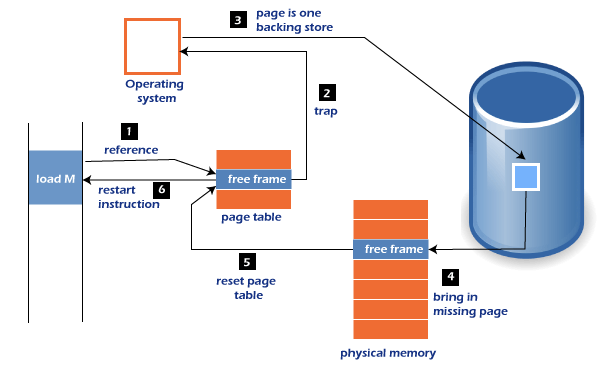 3
page is one
backing store
Operating
system
2
trap
1
reference
load M
free frame
restart
instruction
6
page table
free frame
5
reset page
table
4
bring in
missing page
physical memory